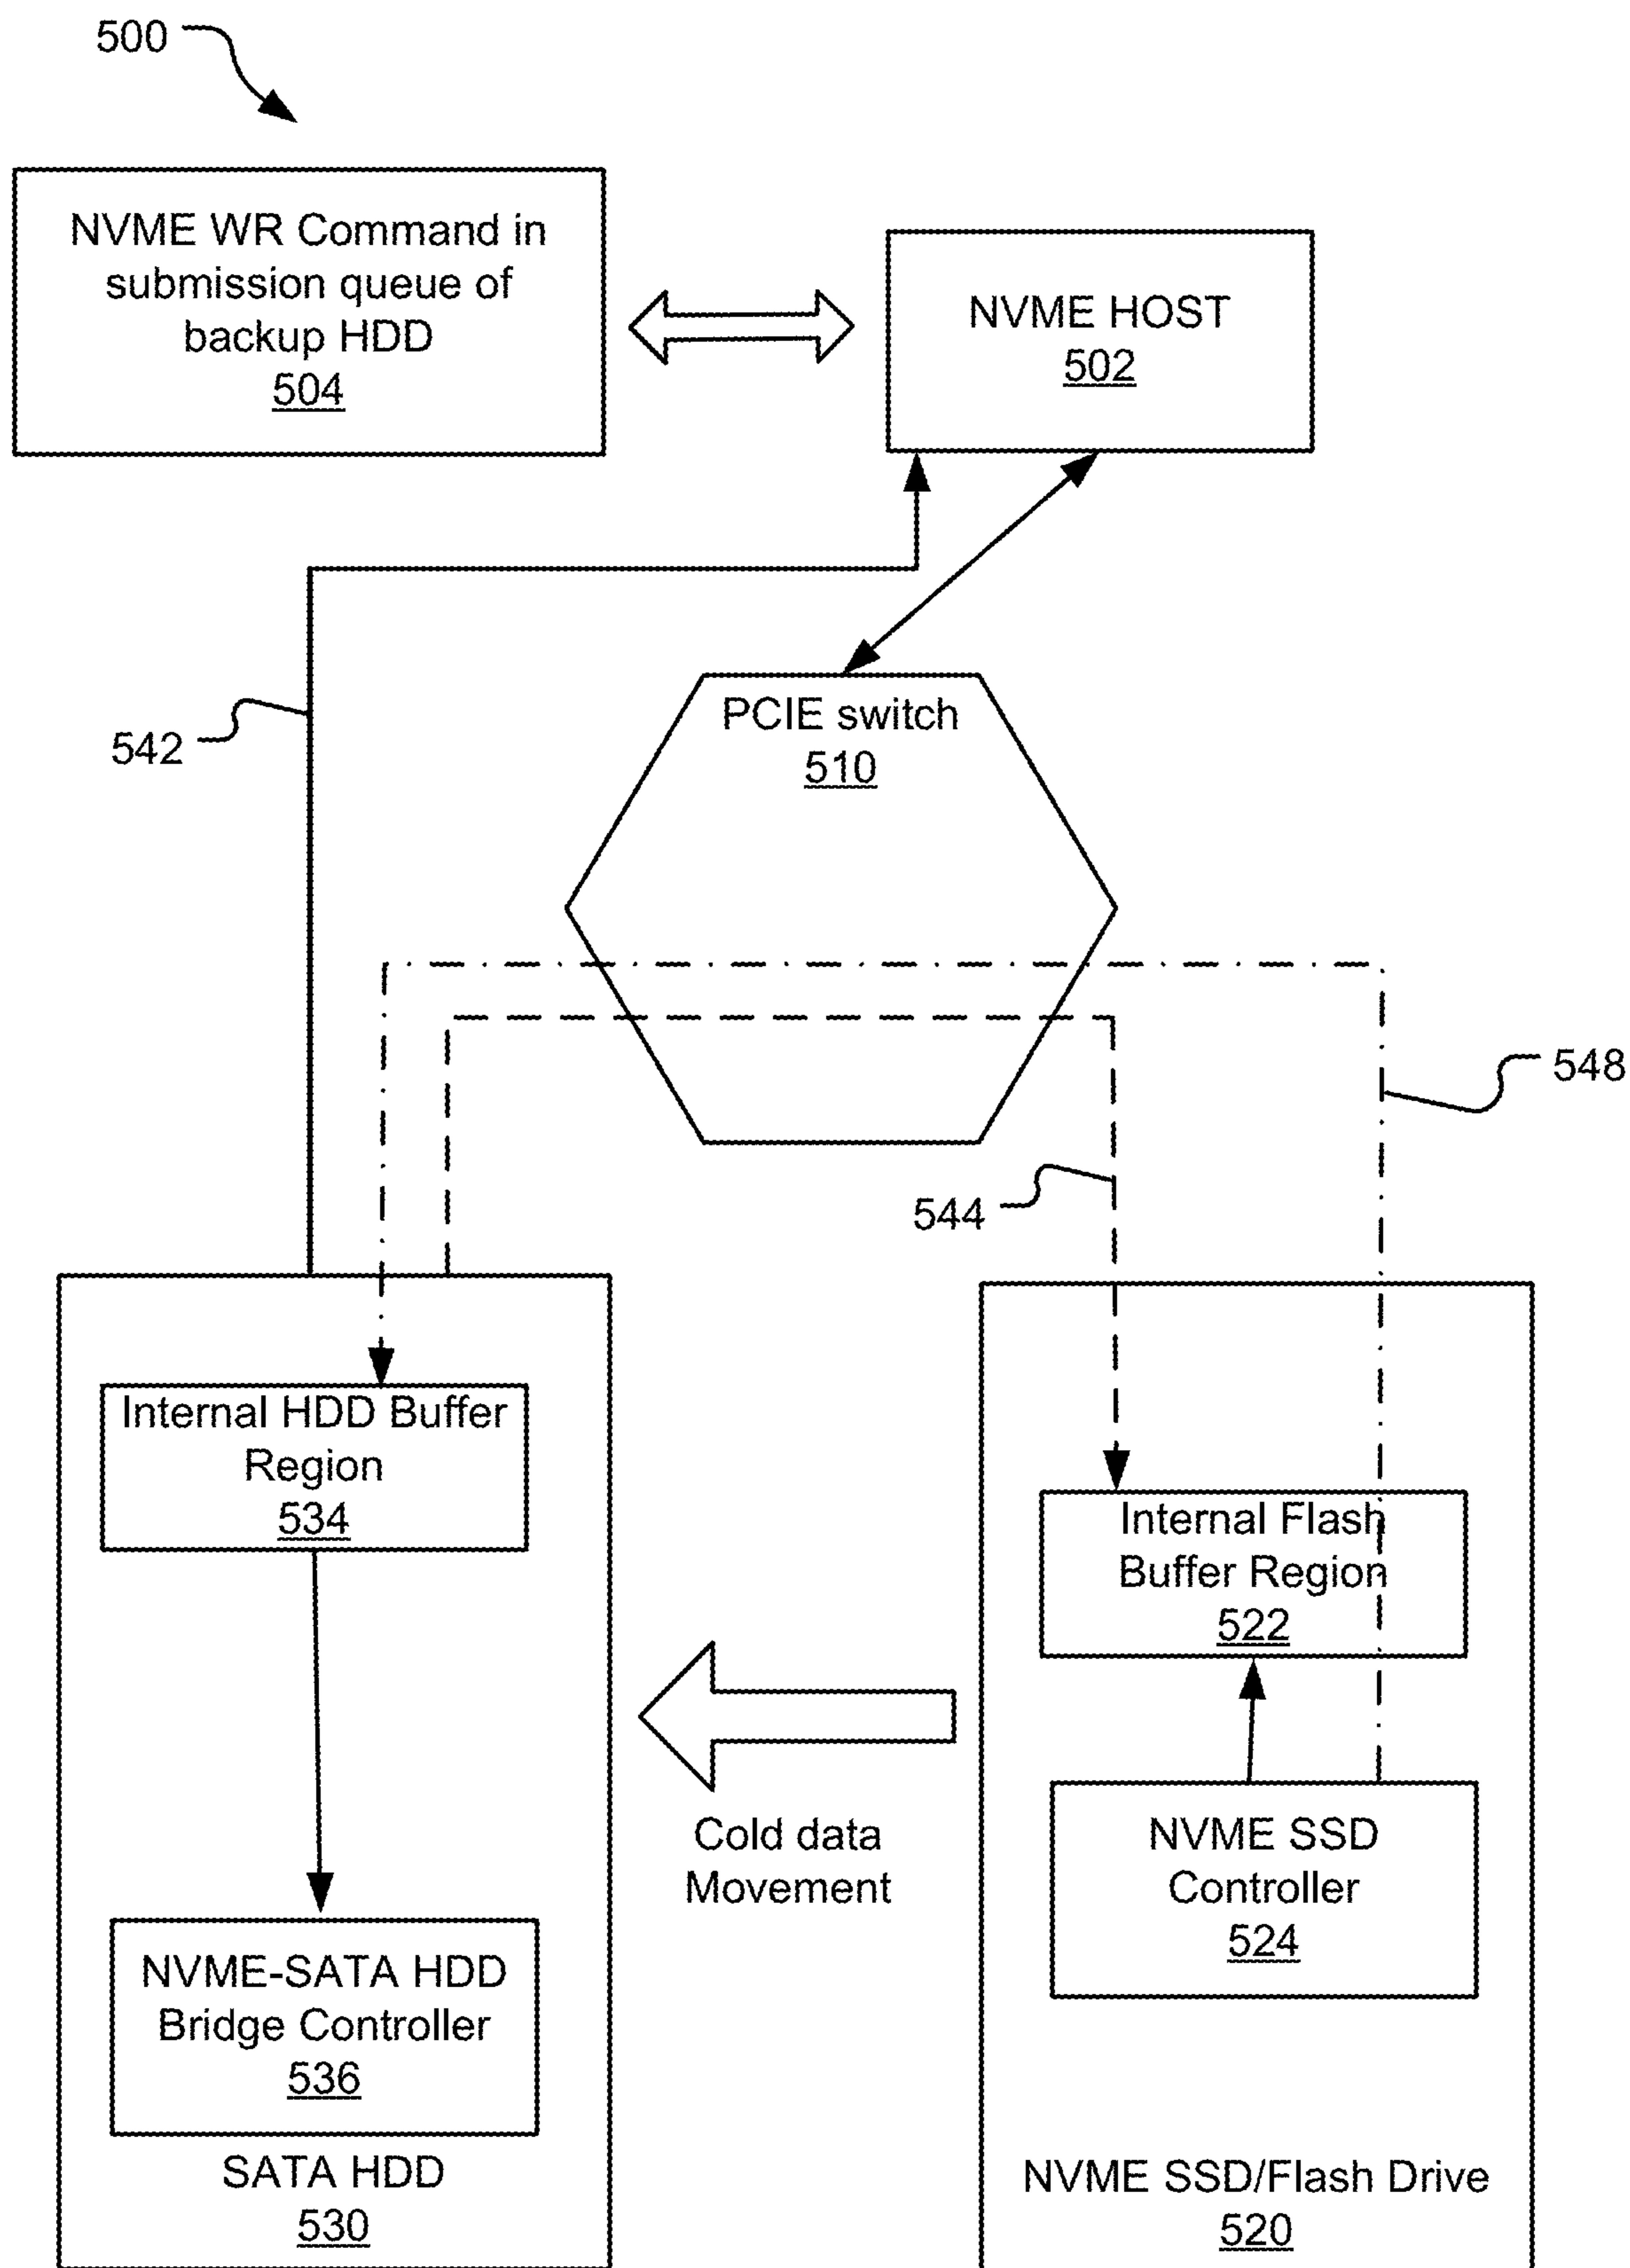 500
NVME WR Command in
submission queue of
backup HDD
504
NVME HOST
502
PCIE switch
510
542
548
544
Internal HDD Buffer
Region
534
Internal Flash
Buffer Region
522
Cold data
Movement
NVME SSD
Controller
524
NVME-SATA HDD
Bridge Controller
536
SATA HDD
530
NVME SSD/Flash Drive
520